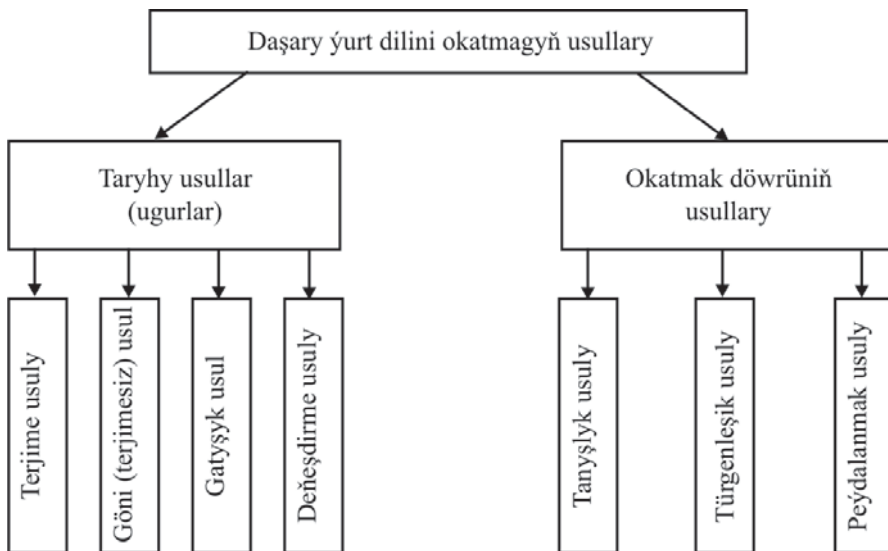 Daşary ýurt dilini okatmagyň usullary
Taryhy usullar
(ugurlar)
Okatmak döwrüniň
usullary
Terjime usuly
Göni (terjimesiz) usul
Gatyşyk usul
Deňeşdirme usuly
Tanyşlyk usuly
Türgenleşik usuly
Peýdalanmak usuly